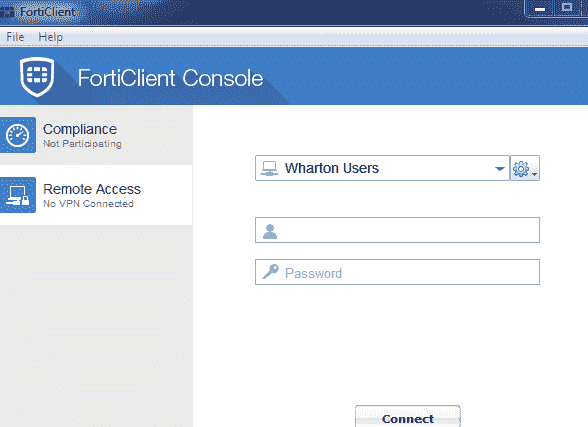 FortiClient
File Help
FortiClient Console
Compliance
Not Participating
Remote Access
No VPN Connected
Wharton Users
Password
Connect